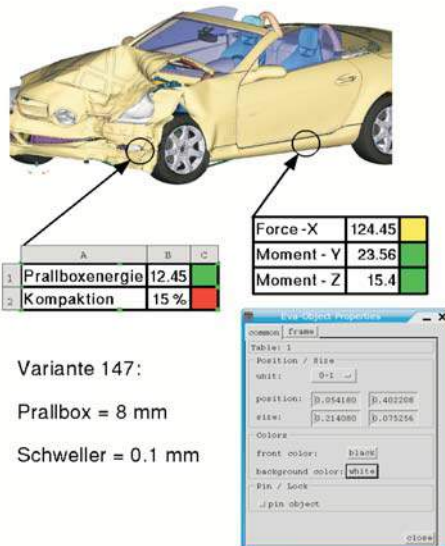 Force -X 124.45
Moment - Y 23.56
Moment - Z 15.4
A B C
1 Prallboxenergie 12.45
2 Kompaktion 15 %
Variante 147:
Prallbox = 8 mm
Schweller = 0.1 mm
Eva-Object Properties
common frame
Table: 1
Position / Size
unit: 0-1
position: 0.054180 0.402208
size: 0.214080 0.075256
Colors
front color: black
background color: white
Pin / Lock
pin object
close